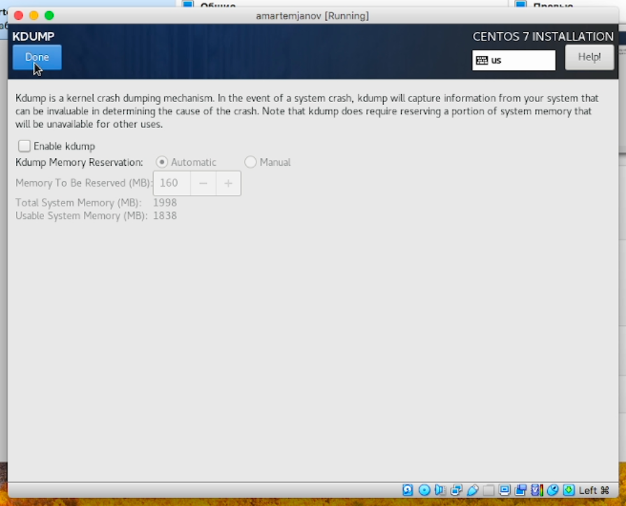 amartemjanov [Running]
KDUMP
CENTOS 7 INSTALLATION
Done
us
Help!
Kdump is a kernel crash dumping mechanism. In the event of a system crash, kdump will capture information from your system that
can be invaluable in determining the cause of the crash. Note that kdump does require reserving a portion of system memory that
will be unavailable for other uses.
Enable kdump
Kdump Memory Reservation: Automatic Manual
Memory To Be Reserved (MB): 160 − +
Total System Memory (MB): 1998
Usable System Memory (MB): 1838
Left ⌘